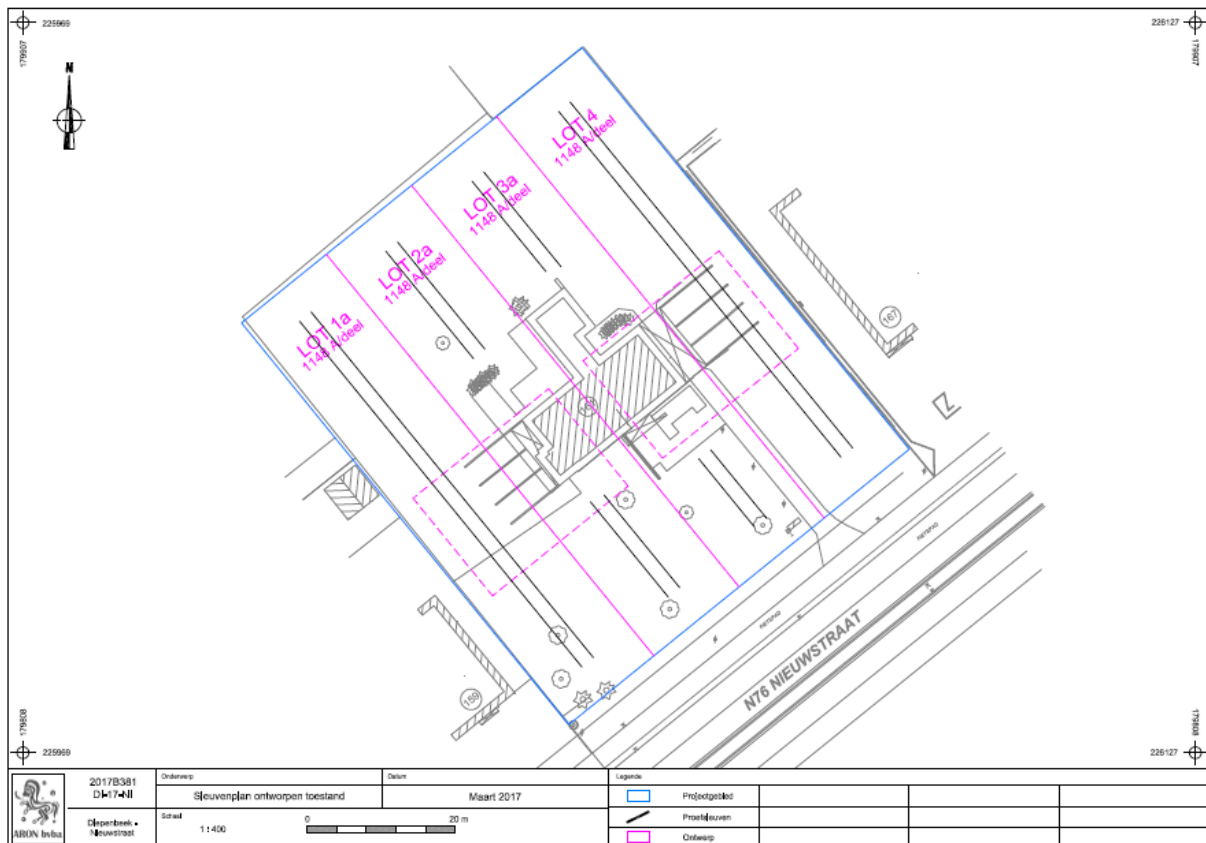 225969
226127
179907
179907
N
LOT 4
1148 A/deel
LOT 3a
1148 A/deel
LOT 2a
1148 A/deel
LOT 1a
1148 A/deel
167
159
FIETSPAD
FIETSPAD
N76 NIEUWSTRAAT
179808
179808
225969
226127
2017B381
DI-17-NI
Onderwerp
Sleuvenplan ontworpen toestand
Datum
Maart 2017
Legende
Projectgebied
Proefsleuven
Ontwerp
ARON bvba
Diepenbeek -
Nieuwstraat
Schaal
1 : 400
0
20 m